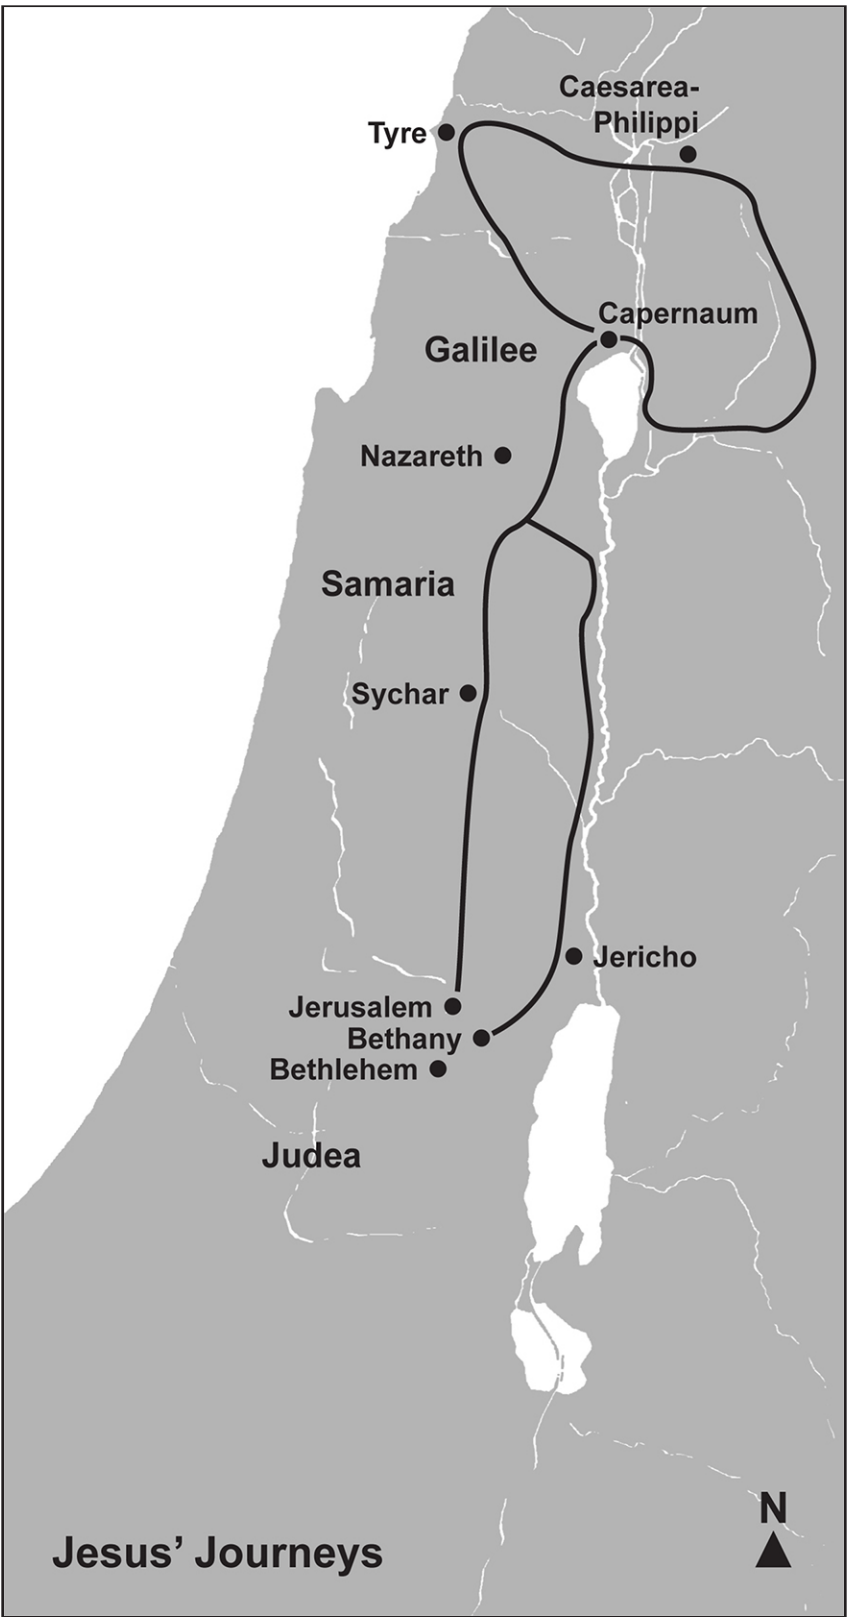 Caesarea-
Philippi
Tyre
Capernaum
Galilee
Nazareth
Samaria
Sychar
Jericho
Jerusalem
Bethany
Bethlehem
Judea
N
Jesus’ Journeys